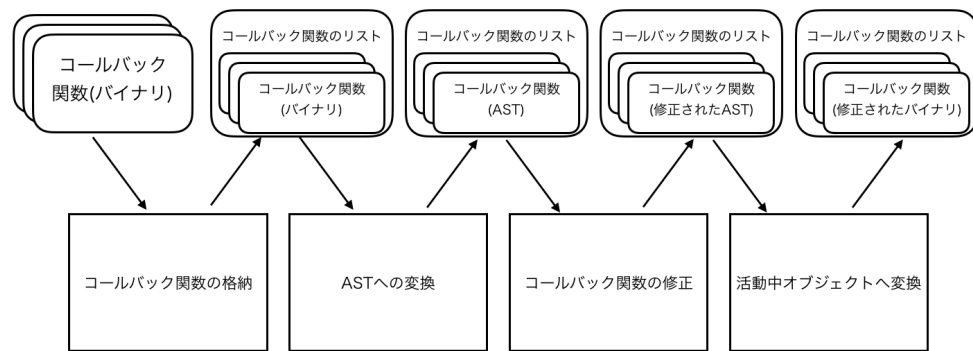 コールバック
関数(バイナリ)
コールバック関数のリスト
コールバック関数
(バイナリ)
コールバック関数のリスト
コールバック関数
(AST)
コールバック関数のリスト
コールバック関数
(修正されたAST)
コールバック関数のリスト
コールバック関数
(修正されたバイナリ)
コールバック関数の格納
ASTへの変換
コールバック関数の修正
活動中オブジェクトへ変換